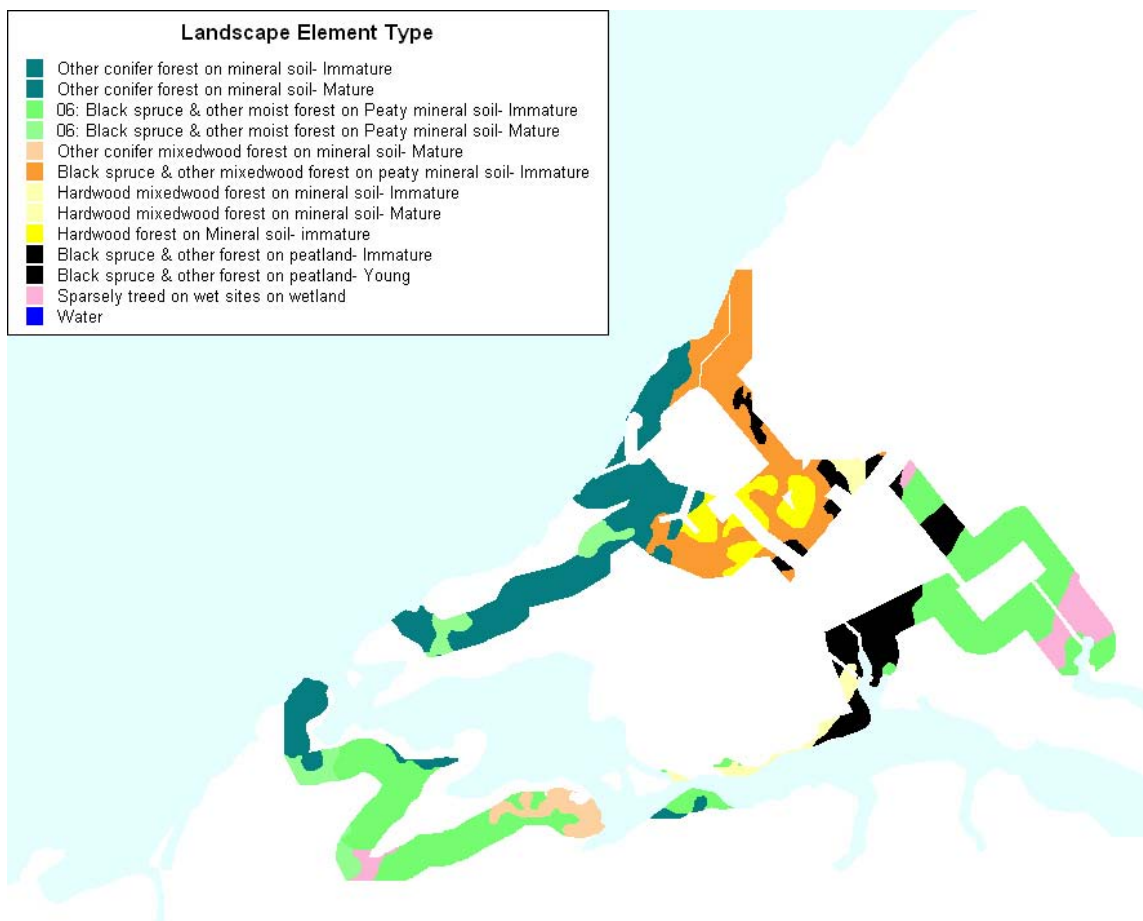 Landscape Element Type
Other conifer forest on mineral soil- Immature
Other conifer forest on mineral soil- Mature
06: Black spruce & other moist forest on Peaty mineral soil- Immature
06: Black spruce & other moist forest on Peaty mineral soil- Mature
Other conifer mixedwood forest on mineral soil- Mature
Black spruce & other mixedwood forest on peaty mineral soil- Immature
Hardwood mixedwood forest on mineral soil- Immature
Hardwood mixedwood forest on mineral soil- Mature
Hardwood forest on Mineral soil- immature
Black spruce & other forest on peatland- Immature
Black spruce & other forest on peatland- Young
Sparsely treed on wet sites on wetland
Water